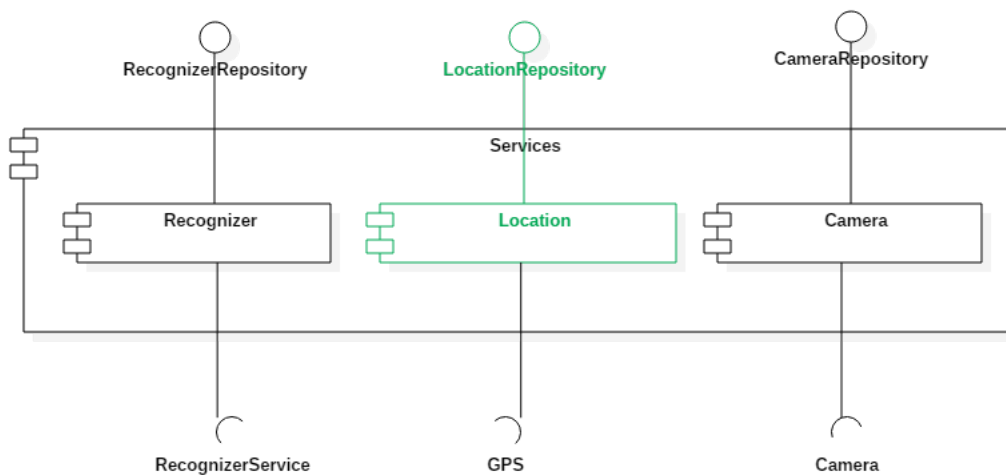 RecognizerRepository
LocationRepository
CameraRepository
Services
Recognizer
Location
Camera
RecognizerService
GPS
Camera